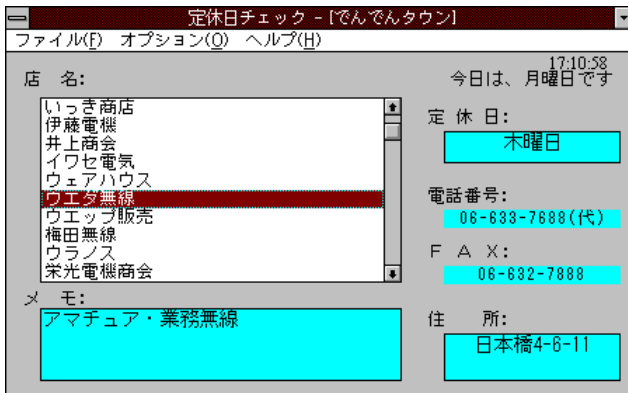 定休日チェック - [でんでんタウン]
ファイル(F) オプション(O) ヘルプ(H)
17:10:58
店 名:
今日は、月曜日です
いっき商店
伊藤電機
井上商会
イワセ電気
ウェアハウス
ウエダ無線
ウエップ販売
梅田無線
ウラノス
栄光電機商会
定 休 日:
木曜日
電話番号:
06-633-7688(代)
F A X:
06-632-7888
メ モ:
アマチュア・業務無線
住 所:
日本橋4-6-11